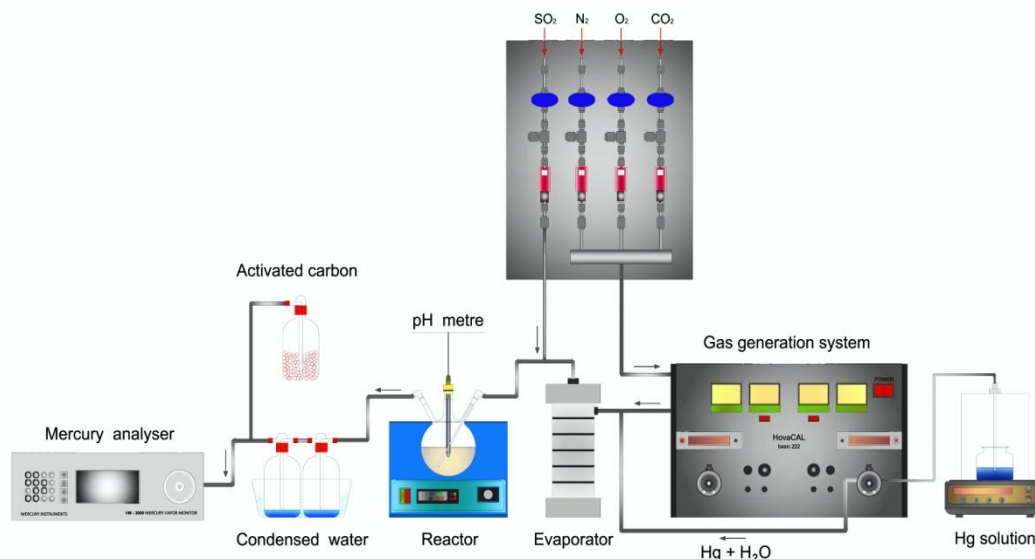 SO₂ N₂ O₂ CO₂
Activated carbon
pH metre
Gas generation system
POWER
Mercury analyser
HovaCAL
basic 222
MERCURY INSTRUMENTS
VM - 3000 MERCURY VAPOR MONITOR
Condensed water
Reactor
Evaporator
Hg + H₂O
Hg solution